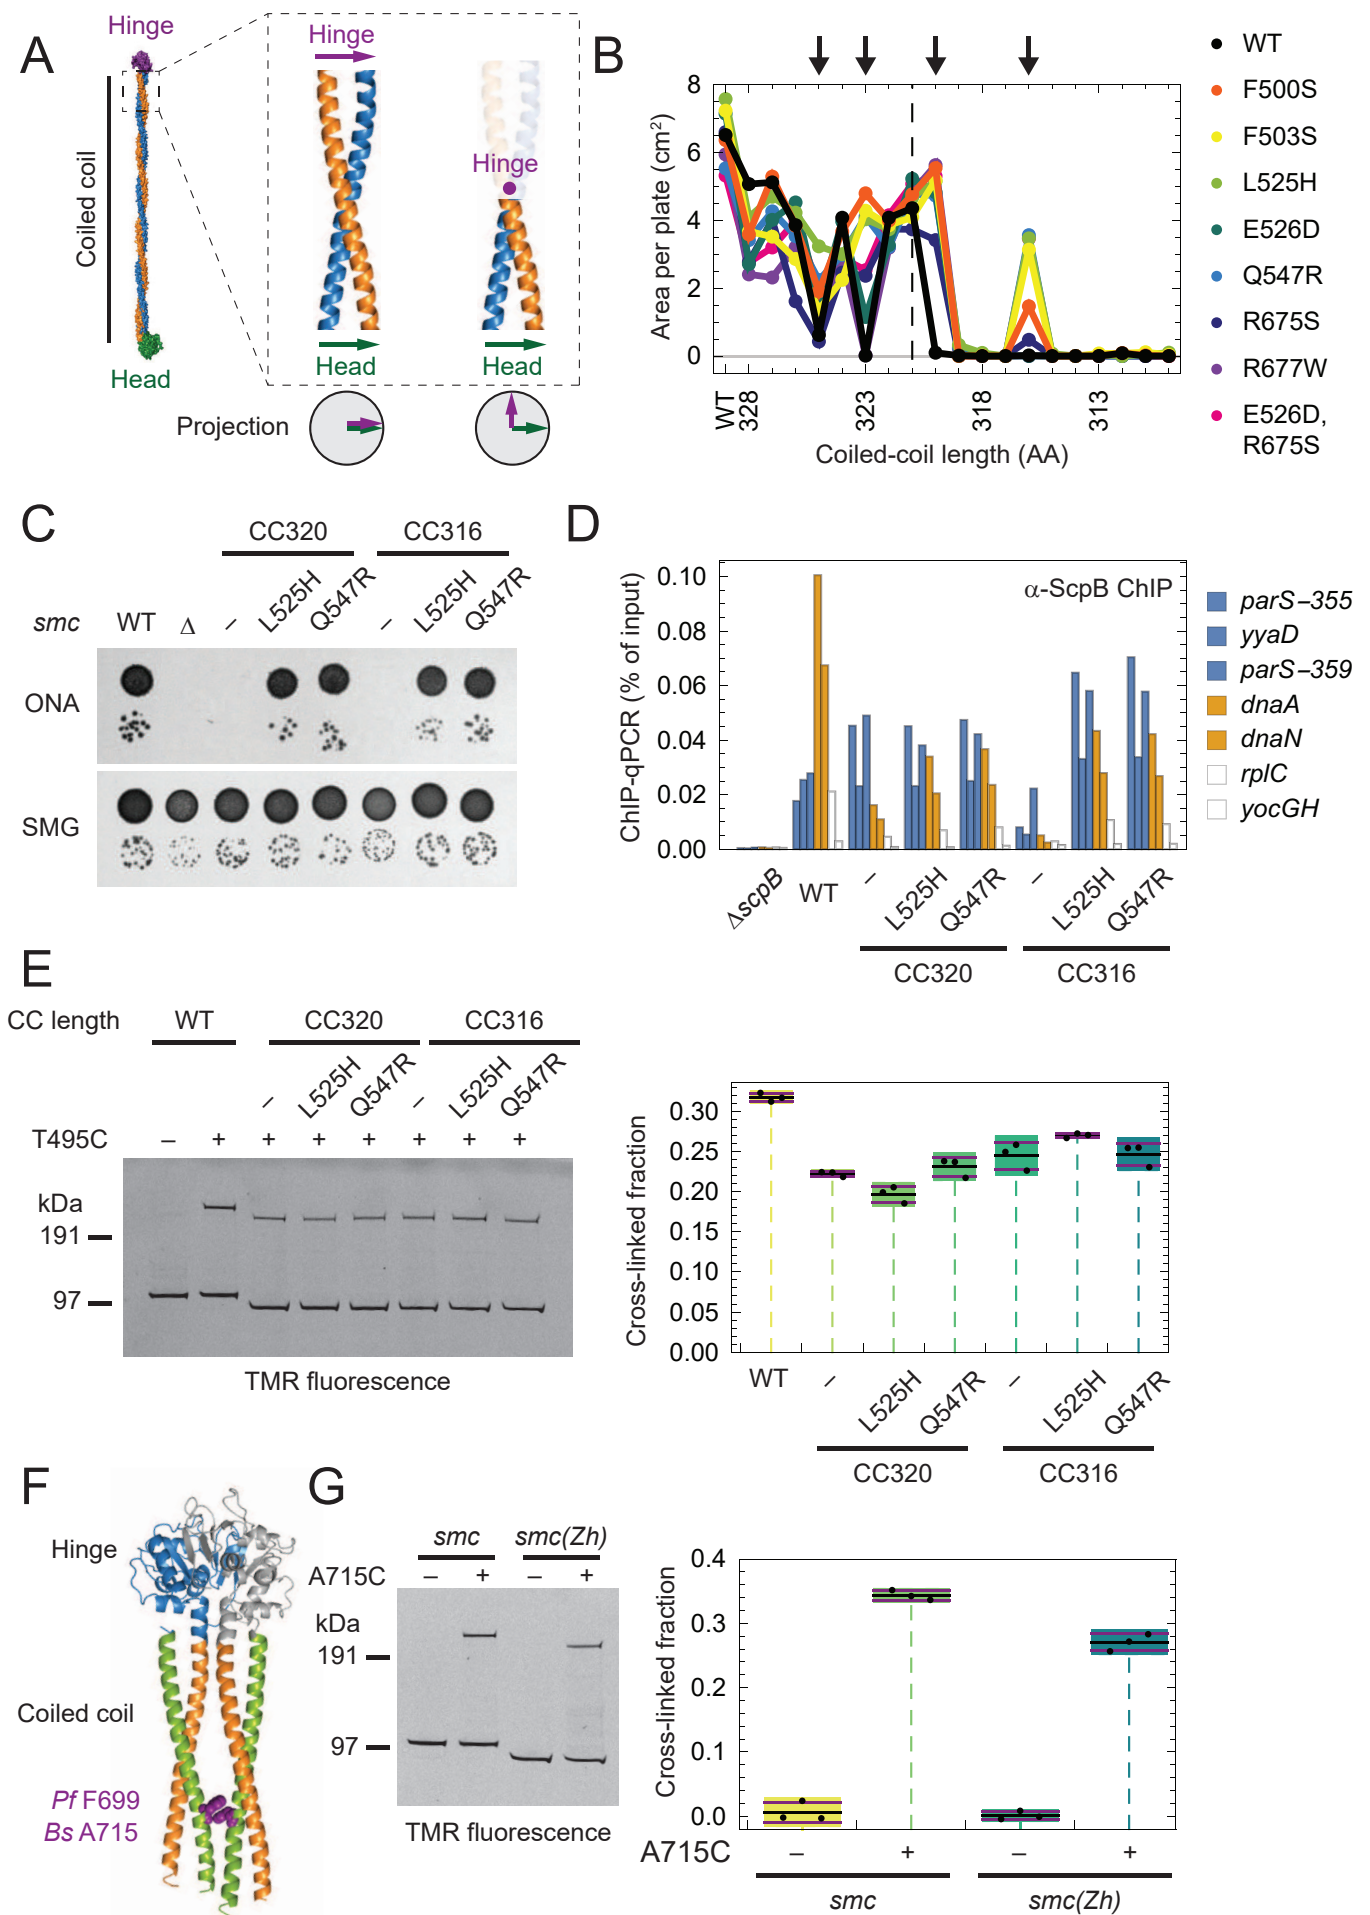 A
Hinge
Coiled coil
Head
Hinge
Hinge
Head
Head
Projection
B
Area per plate (cm²)
8
6
4
2
0
WT
328
323
318
313
Coiled-coil length (AA)
WT
F500S
F503S
L525H
E526D
Q547R
R675S
R677W
E526D,
R675S
C
CC320
CC316
smc
WT
Δ
–
L525H
Q547R
–
L525H
Q547R
ONA
SMG
D
α-ScpB ChIP
ChIP-qPCR (% of input)
0.10
0.08
0.06
0.04
0.02
0.00
ΔscpB
WT
–
L525H
Q547R
–
L525H
Q547R
CC320
CC316
parS–355
yyaD
parS–359
dnaA
dnaN
rplC
yocGH
E
CC length
WT
CC320
CC316
–
L525H
Q547R
–
L525H
Q547R
T495C – + + + + + + +
kDa
191
97
TMR fluorescence
Cross-linked fraction
0.30
0.25
0.20
0.15
0.10
0.05
0.00
WT
–
L525H
Q547R
–
L525H
Q547R
CC320
CC316
F
Hinge
Coiled coil
Pf F699
Bs A715
G
smc
smc(Zh)
A715C – + – +
kDa
191
97
TMR fluorescence
Cross-linked fraction
0.4
0.3
0.2
0.1
0.0
A715C – + – +
smc
smc(Zh)